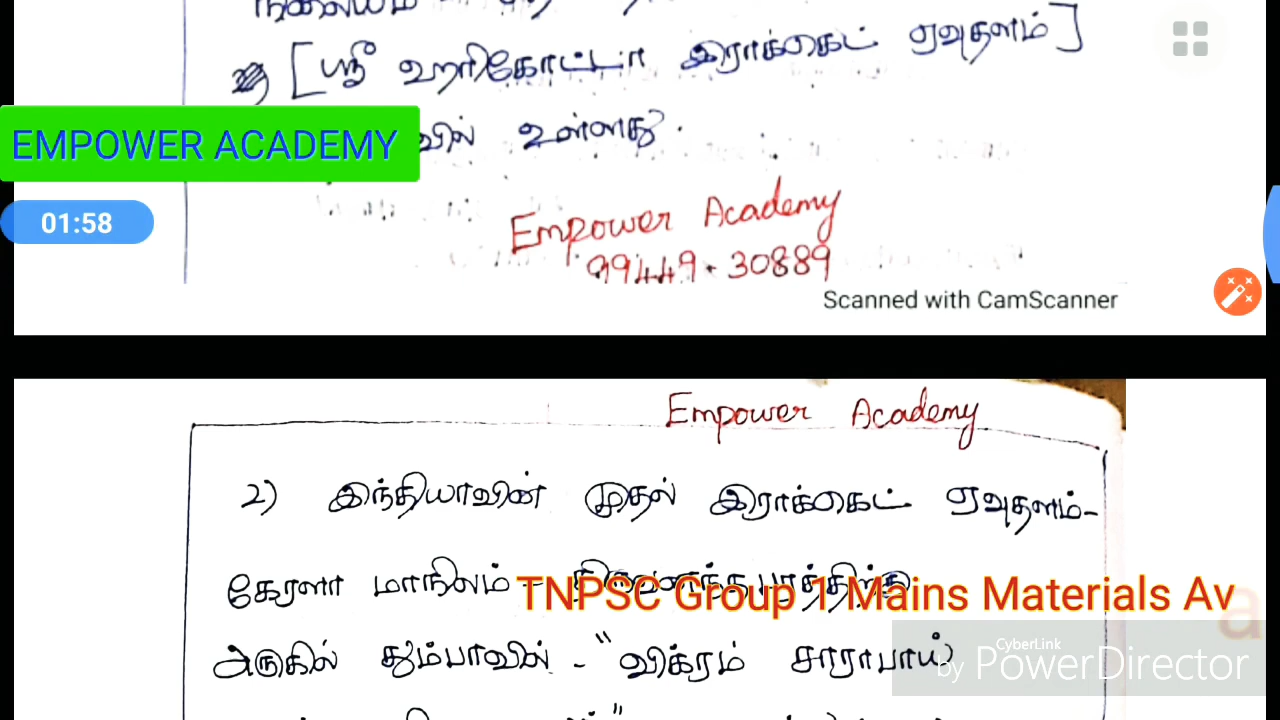 [ஸ்ரீ ஹரிகோட்டா இராக்கெட் ஏவுதளம்]
EMPOWER ACADEMY
வில் உள்ளது.
01:58
Empower Academy
99449 30889
Scanned with CamScanner
Empower Academy
2) இந்தியாவின் முதல் இராக்கெட் ஏவுதளம்-
கேரளா மாநிலம் -
TNPSC Group 1 Mains Materials Av
அருகில் தும்பாவில் - "விக்ரம் சாராபாய்
CyberLink
by PowerDirector